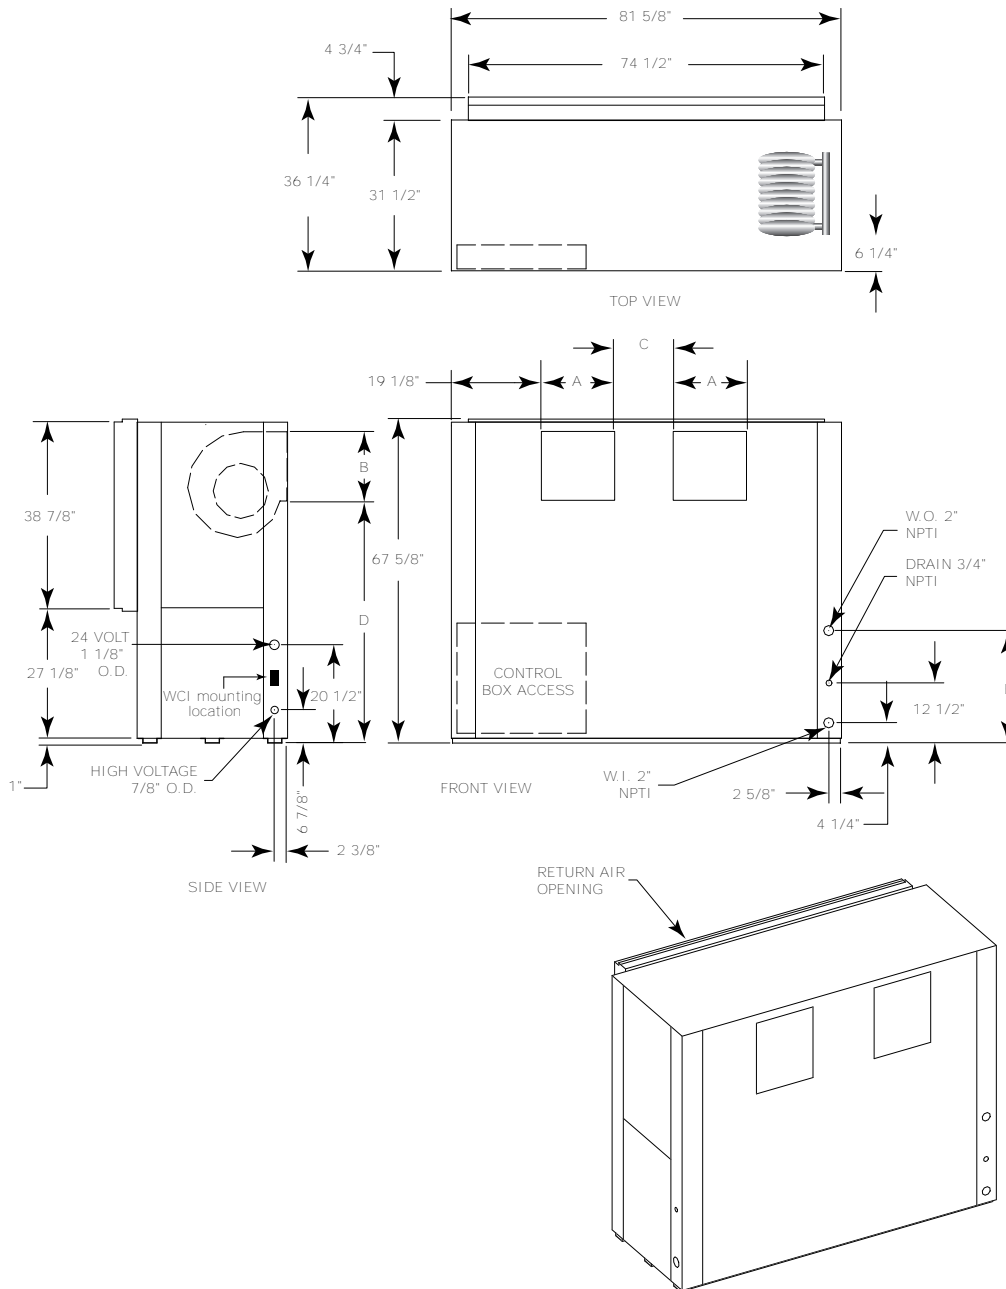 81 5/8"
4 3/4"
74 1/2"
36 1/4"
31 1/2"
6 1/4"
TOP VIEW
C
19 1/8"
A
A
B
38 7/8"
67 5/8"
W.O. 2"
NPTI
DRAIN 3/4"
NPTI
D
24 VOLT
1 1/8"
O.D.
27 1/8"
WCI mounting
location
20 1/2"
CONTROL
BOX ACCESS
12 1/2"
1"
HIGH VOLTAGE
7/8" O.D.
6 7/8"
FRONT VIEW
W.I. 2"
NPTI
2 5/8"
4 1/4"
2 3/8"
SIDE VIEW
RETURN AIR
OPENING